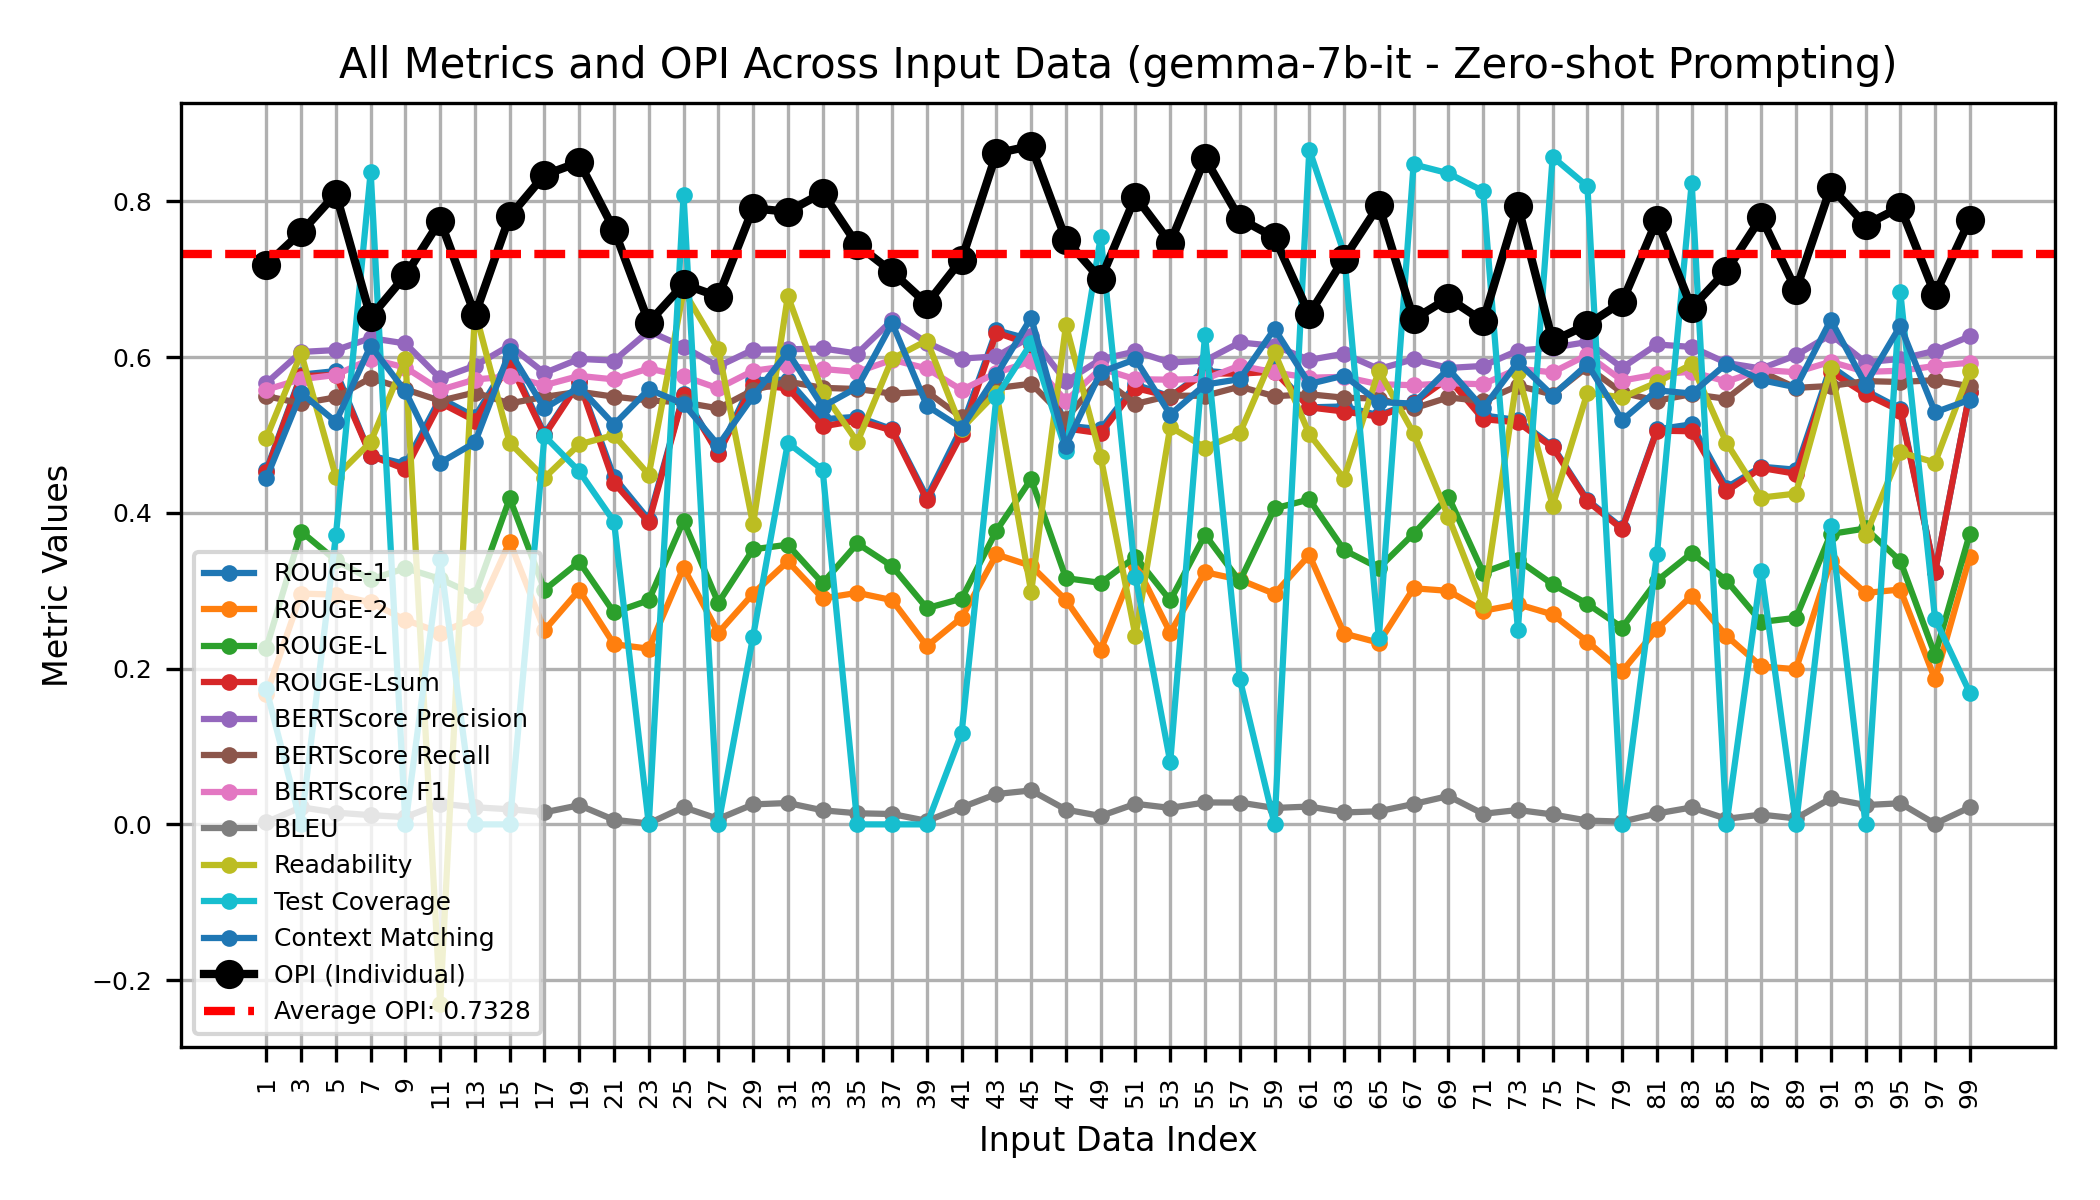 All Metrics and OPI Across Input Data (gemma-7b-it - Zero-shot Prompting)
Metric Values
0.8
0.6
0.4
0.2
0.0
−0.2
ROUGE-1
ROUGE-2
ROUGE-L
ROUGE-Lsum
BERTScore Precision
BERTScore Recall
BERTScore F1
BLEU
Readability
Test Coverage
Context Matching
OPI (Individual)
Average OPI: 0.7328
1 3 5 7 9 11 13 15 17 19 21 23 25 27 29 31 33 35 37 39 41 43 45 47 49 51 53 55 57 59 61 63 65 67 69 71 73 75 77 79 81 83 85 87 89 91 93 95 97 99
Input Data Index